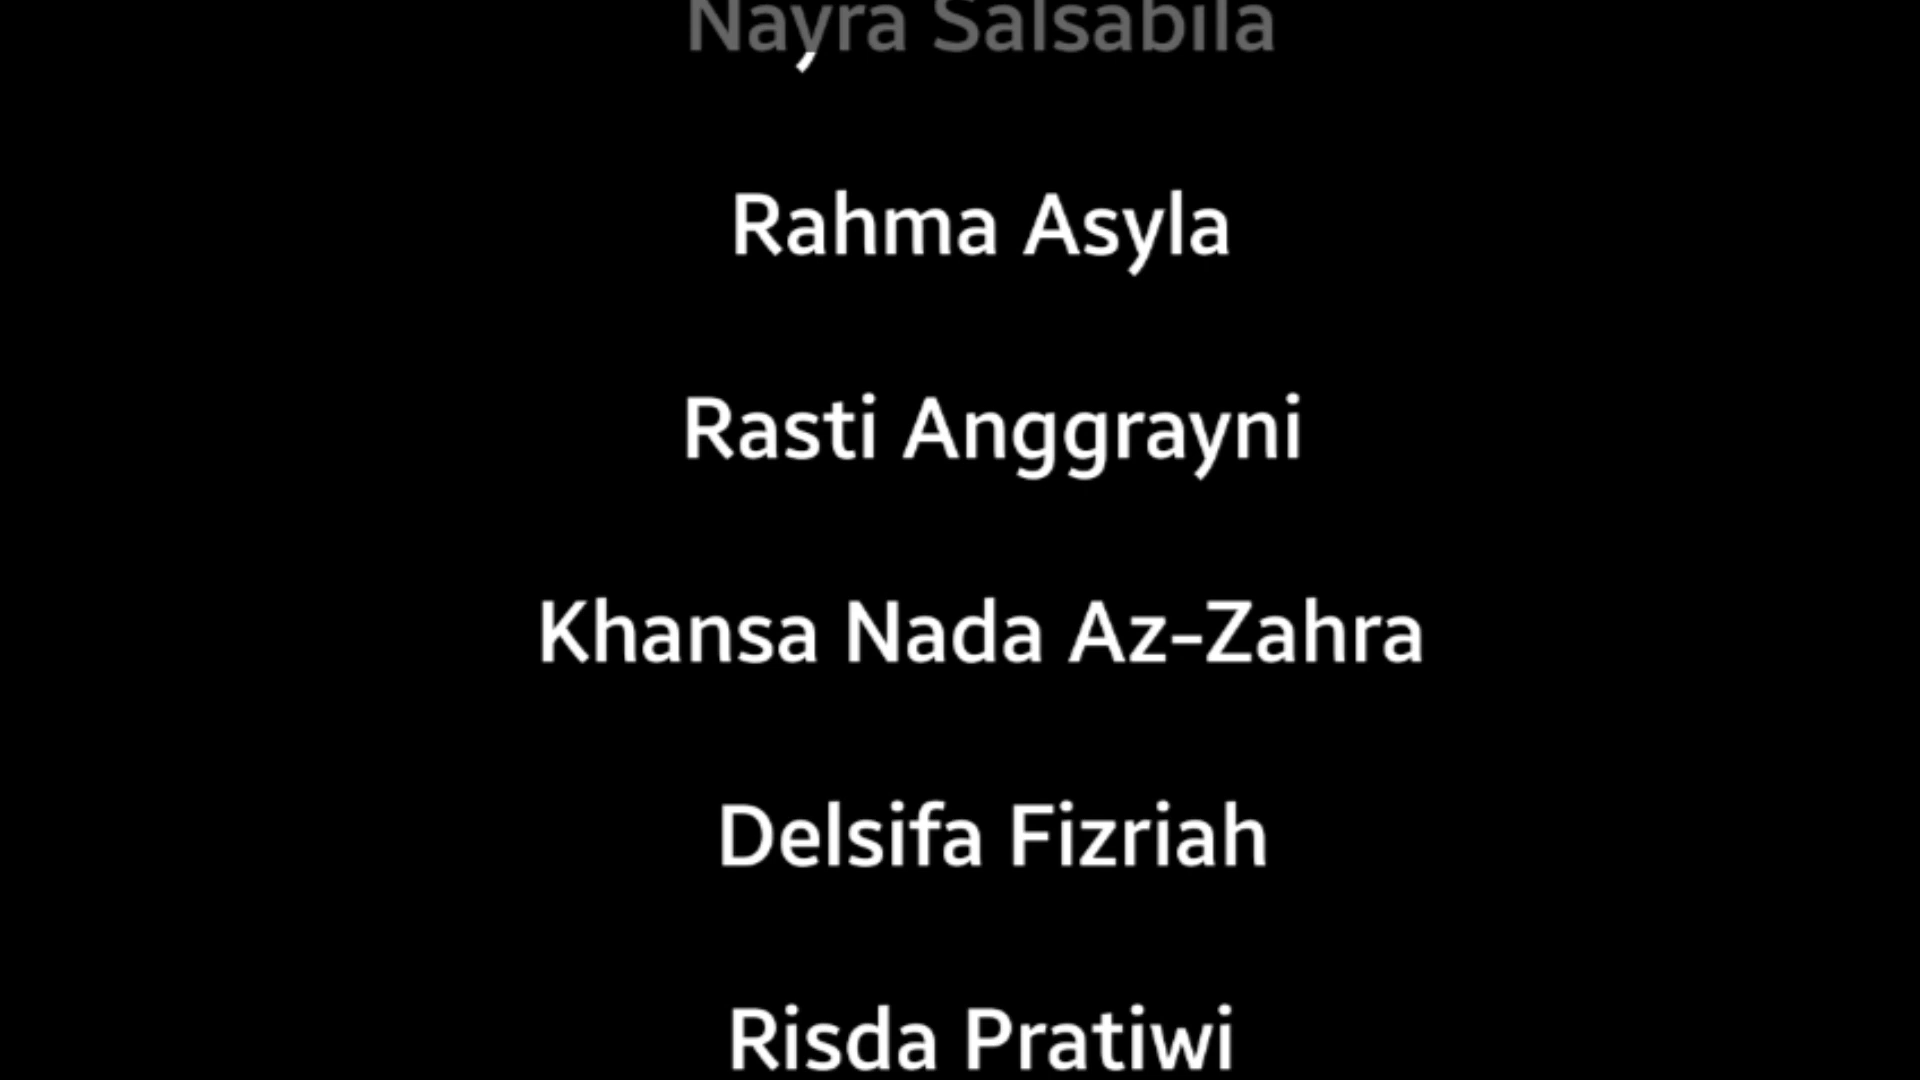 Nayra Salsabila
Rahma Asyla
Rasti Anggrayni
Khansa Nada Az-Zahra
Delsifa Fizriah
Risda Pratiwi